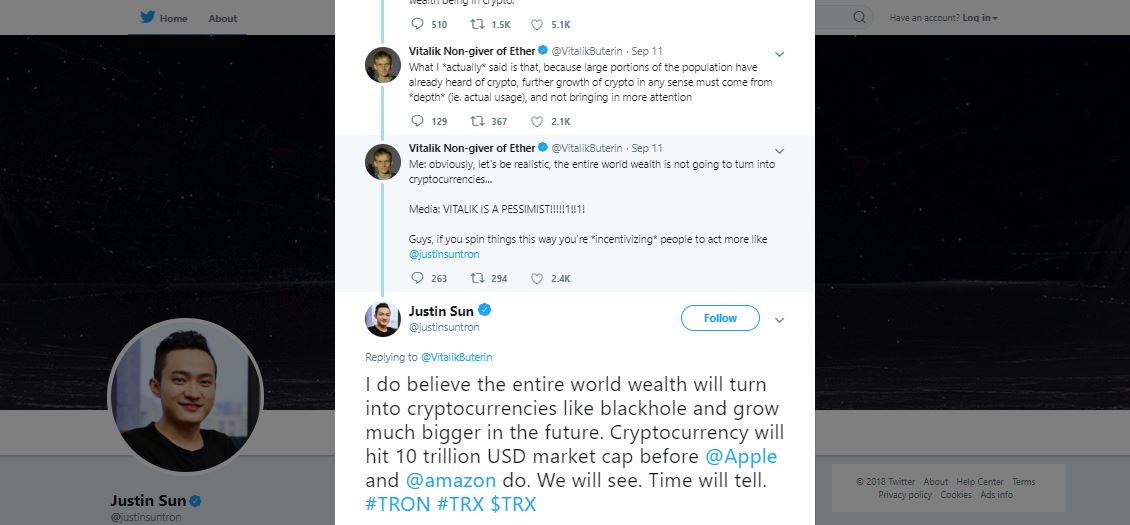 Home About
Have an account? Log in
wealth being in crypto.
510 1.5K 5.1K
Vitalik Non-giver of Ether @VitalikButerin · Sep 11
What I *actually* said is that, because large portions of the population have
already heard of crypto, further growth of crypto in any sense must come from
*depth* (ie. actual usage), and not bringing in more attention
129 367 2.1K
Vitalik Non-giver of Ether @VitalikButerin · Sep 11
Me: obviously, let's be realistic, the entire world wealth is not going to turn into
cryptocurrencies...
Media: VITALIK IS A PESSIMIST!!!!!1!!1!
Guys, if you spin things this way you're *incentivizing* people to act more like
@justinsuntron
263 294 2.4K
Justin Sun
@justinsuntron
Follow
Replying to @VitalikButerin
I do believe the entire world wealth will turn
into cryptocurrencies like blackhole and grow
much bigger in the future. Cryptocurrency will
hit 10 trillion USD market cap before @Apple
and @amazon do. We will see. Time will tell.
#TRON #TRX $TRX
Justin Sun
@justinsuntron
© 2018 Twitter About Help Center Terms
Privacy policy Cookies Ads info